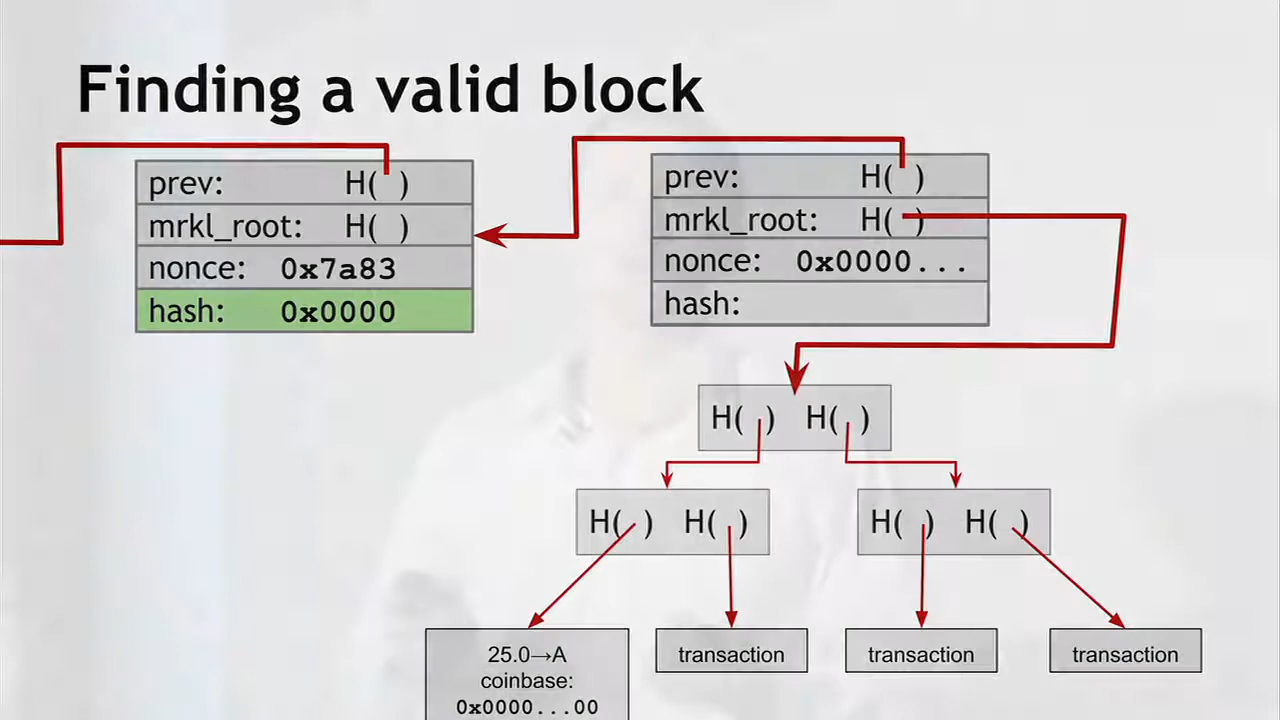 Finding a valid block
prev: H( )
mrkl_root: H( )
nonce: 0x7a83
hash: 0x0000
prev: H( )
mrkl_root: H( )
nonce: 0x0000...
hash:
H( ) H( )
H( ) H( )
H( ) H( )
25.0→A
coinbase:
0x0000...00
transaction
transaction
transaction